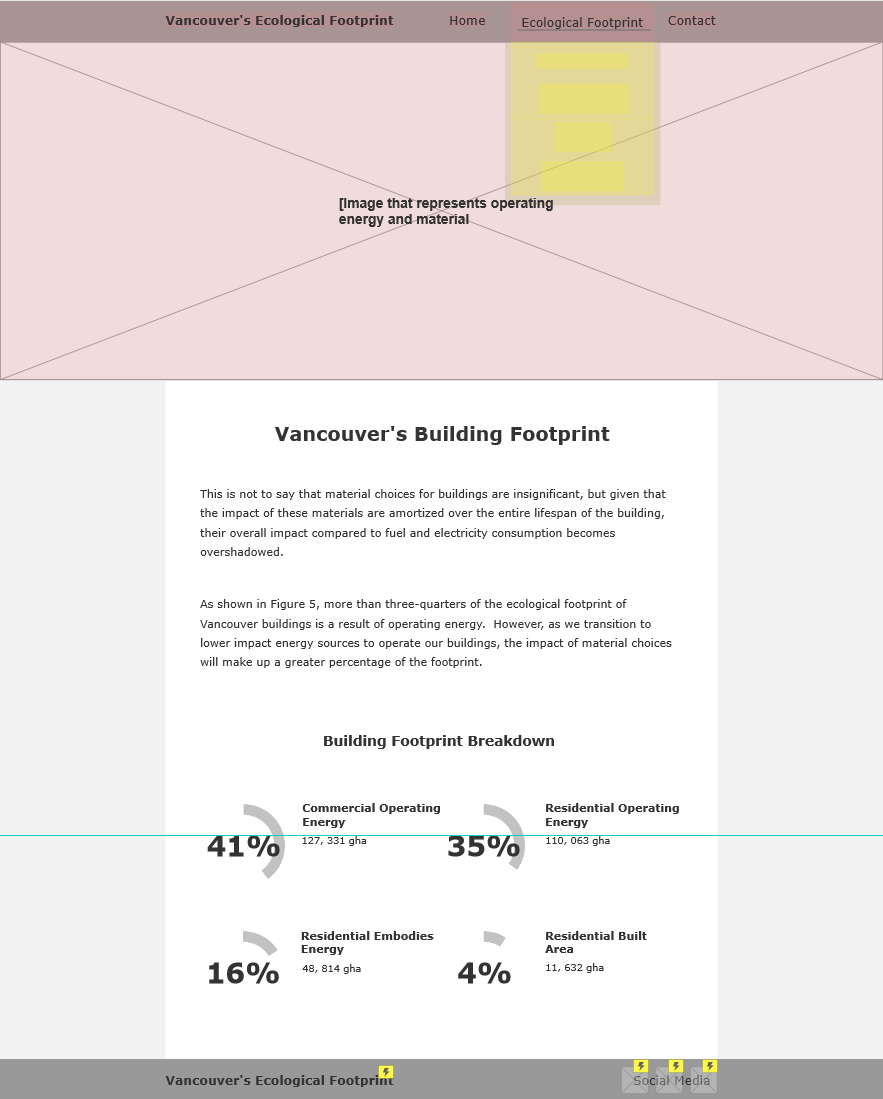 Vancouver's Ecological Footprint Home Ecological Footprint Contact
[Image that represents operating
energy and material
Vancouver's Building Footprint
This is not to say that material choices for buildings are insignificant, but given that
the impact of these materials are amortized over the entire lifespan of the building,
their overall impact compared to fuel and electricity consumption becomes
overshadowed.
As shown in Figure 5, more than three-quarters of the ecological footprint of
Vancouver buildings is a result of operating energy.  However, as we transition to
lower impact energy sources to operate our buildings, the impact of material choices
will make up a greater percentage of the footprint.
Building Footprint Breakdown
41%
Commercial Operating
Energy
127, 331 gha
35%
Residential Operating
Energy
110, 063 gha
16%
Residential Embodies
Energy
48, 814 gha
4%
Residential Built
Area
11, 632 gha
Vancouver's Ecological Footprint Social Media